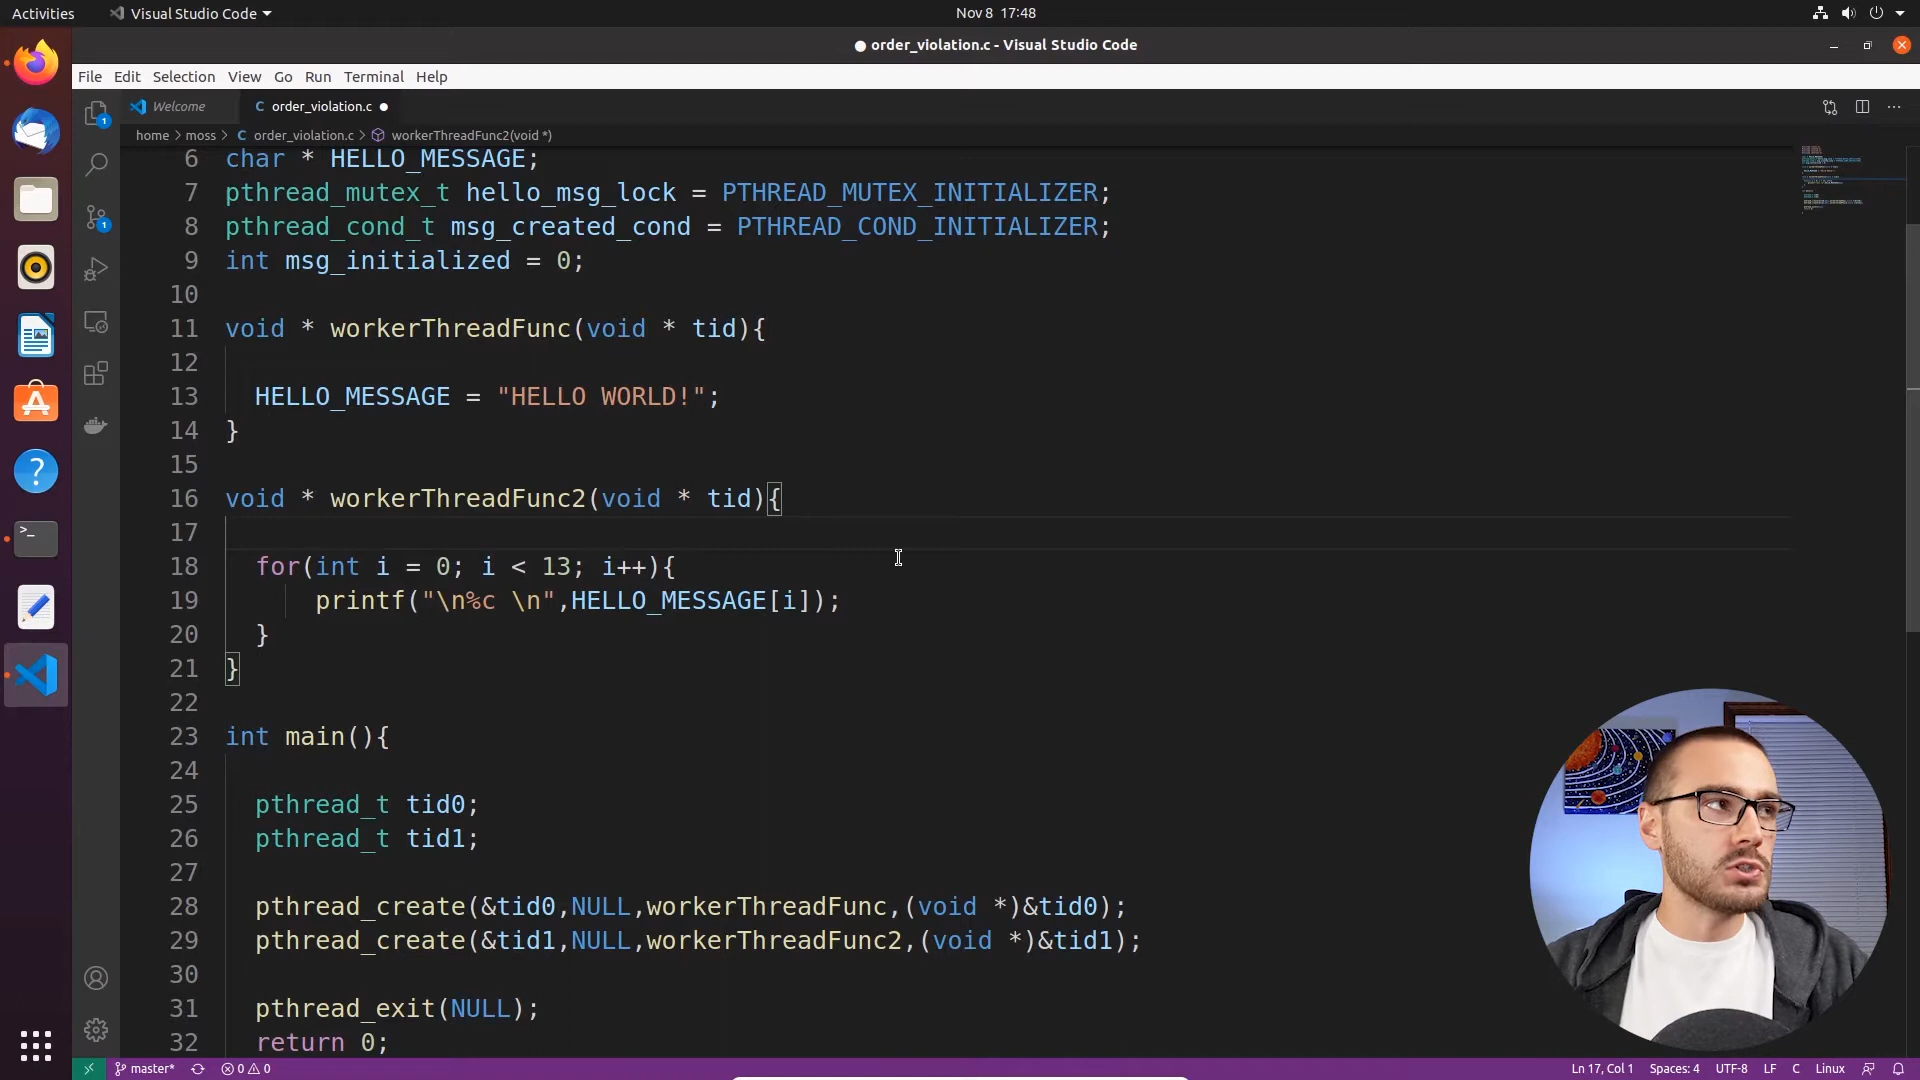 Activities
Visual Studio Code
Nov 8 17:48
● order_violation.c - Visual Studio Code
File Edit Selection View Go Run Terminal Help
Welcome
C order_violation.c ●
home > moss > C order_violation.c > workerThreadFunc2(void *)
6 char * HELLO_MESSAGE;
7 pthread_mutex_t hello_msg_lock = PTHREAD_MUTEX_INITIALIZER;
8 pthread_cond_t msg_created_cond = PTHREAD_COND_INITIALIZER;
9 int msg_initialized = 0;
10
11 void * workerThreadFunc(void * tid){
12
13 HELLO_MESSAGE = "HELLO WORLD!";
14 }
15
16 void * workerThreadFunc2(void * tid){
17
18 for(int i = 0; i < 13; i++){
19 printf("\n%c \n",HELLO_MESSAGE[i]);
20 }
21 }
22
23 int main(){
24
25 pthread_t tid0;
26 pthread_t tid1;
27
28 pthread_create(&tid0,NULL,workerThreadFunc,(void *)&tid0);
29 pthread_create(&tid1,NULL,workerThreadFunc2,(void *)&tid1);
30
31 pthread_exit(NULL);
32 return 0;
1
1
master* 0 0
Ln 17, Col 1 Spaces: 4 UTF-8 LF C Linux